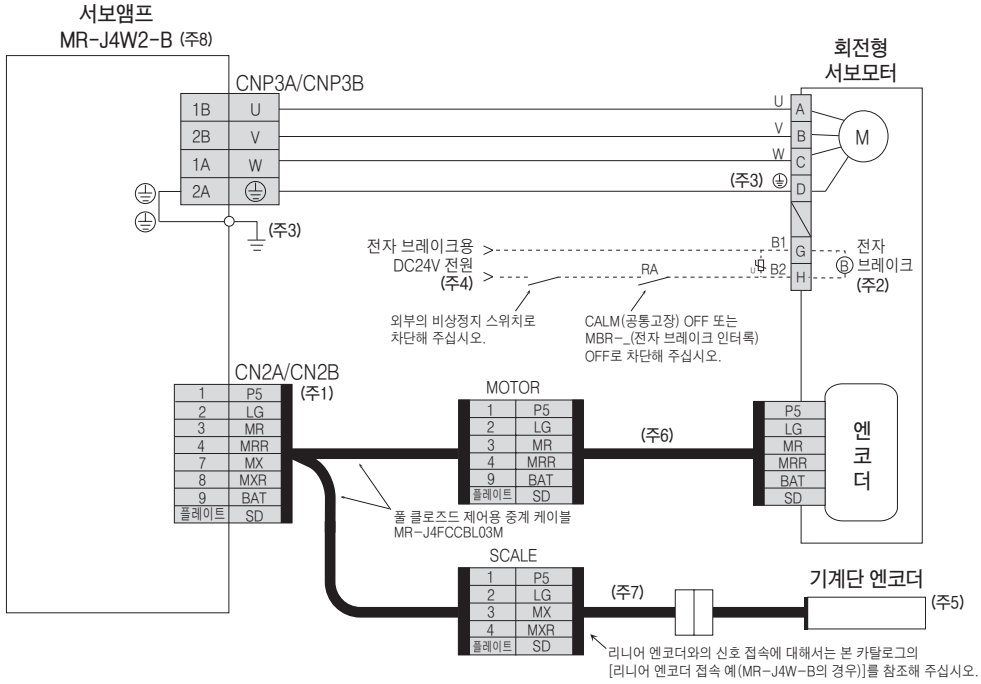 서보앰프
MR-J4W2-B (주8)
회전형
서보모터
CNP3A/CNP3B
1B U
2B V
1A W
2A
(주3)
U A
V B
W C
(주3) D
M
전자 브레이크용
DC24V 전원
(주4)
RA
B1 G
U B2 H
B
전자
브레이크
(주2)
외부의 비상정지 스위치로
차단해 주십시오.
CALM(공통고장) OFF 또는
MBR-_(전자 브레이크 인터록)
OFF로 차단해 주십시오.
CN2A/CN2B
(주1)
1 P5
2 LG
3 MR
4 MRR
7 MX
8 MXR
9 BAT
플레이트 SD
MOTOR
1 P5
2 LG
3 MR
4 MRR
9 BAT
플레이트 SD
(주6)
P5
LG
MR
MRR
BAT
SD
엔
코
더
풀 클로즈드 제어용 중계 케이블
MR-J4FCCBL03M
SCALE
1 P5
2 LG
3 MX
4 MXR
플레이트 SD
(주7)
기계단 엔코더
(주5)
리니어 엔코더와의 신호 접속에 대해서는 본 카탈로그의
[리니어 엔코더 접속 예(MR-J4W-B의 경우)]를 참조해 주십시오.